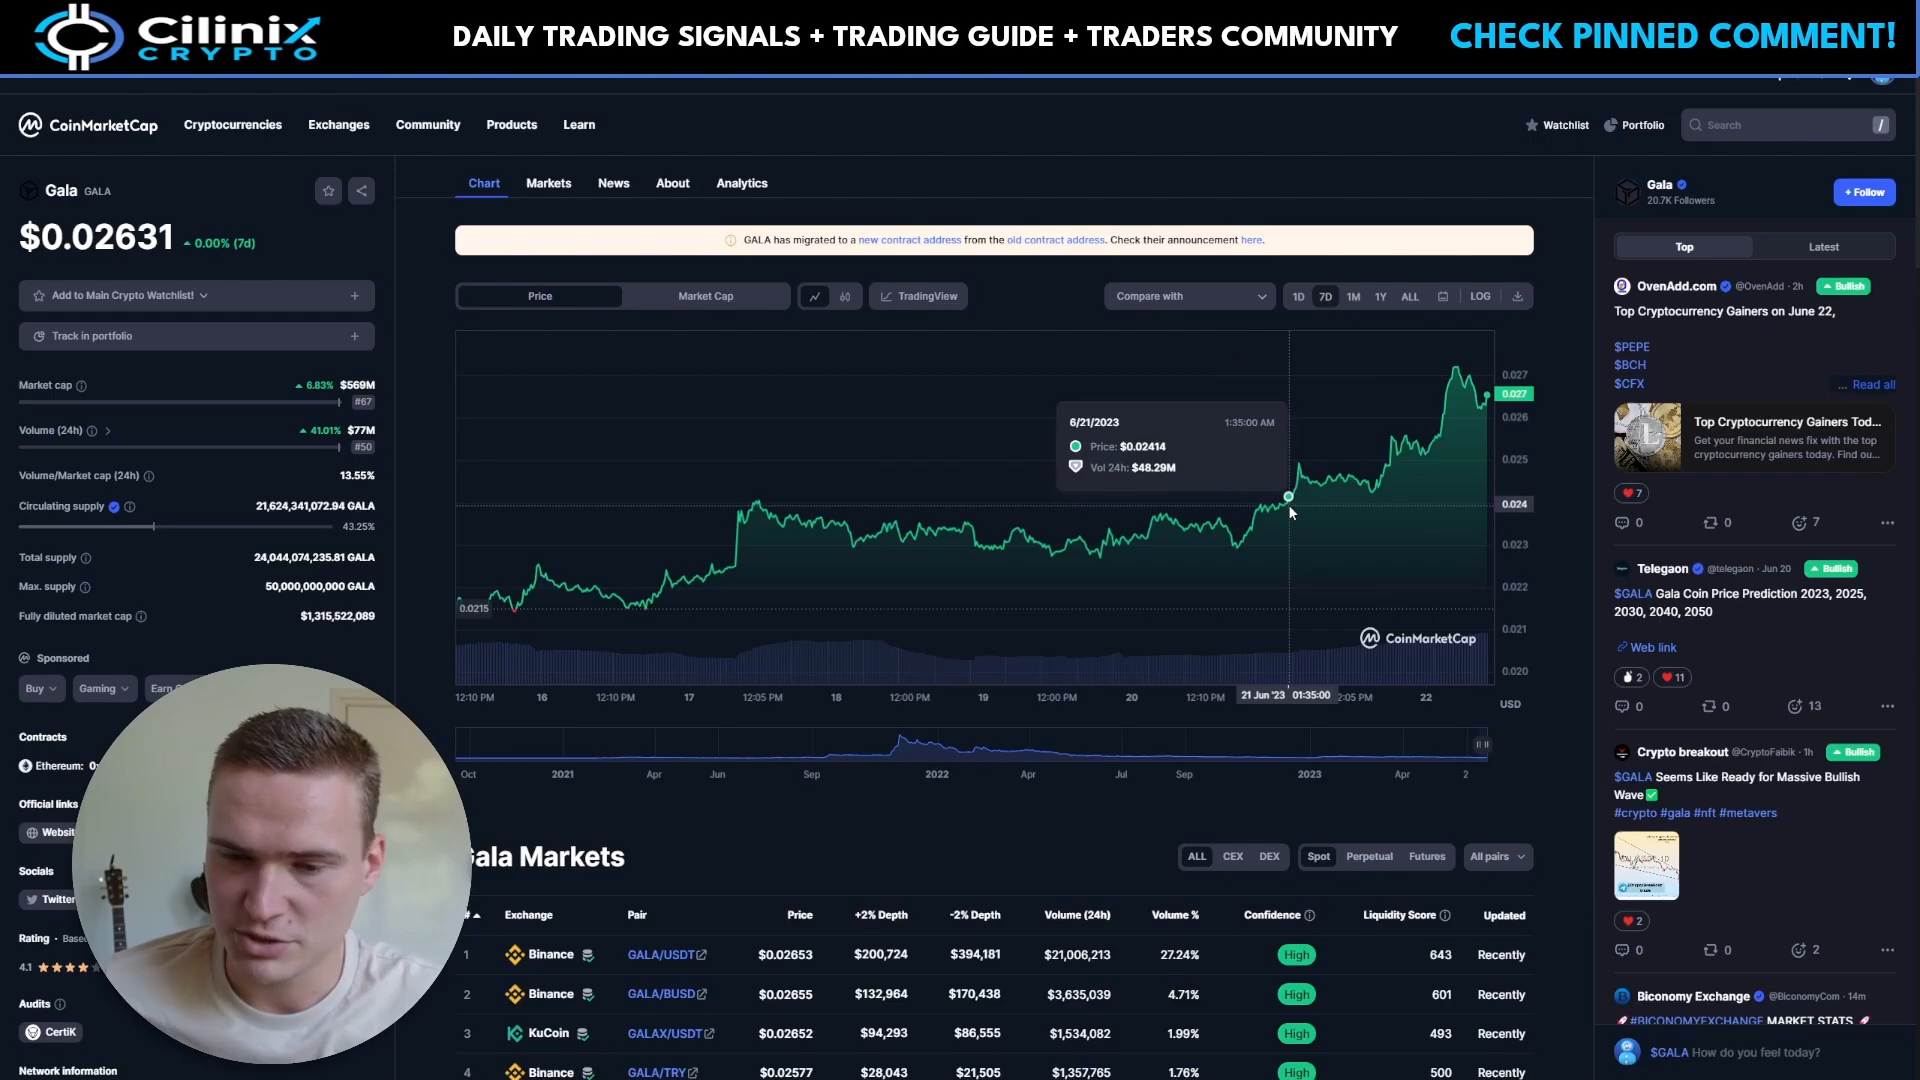 Cilinix
CRYPTO
DAILY TRADING SIGNALS + TRADING GUIDE + TRADERS COMMUNITY
CHECK PINNED COMMENT!
CoinMarketCap
Cryptocurrencies
Exchanges
Community
Products
Learn
Watchlist
Portfolio
Search
/
Gala GALA
$0.02631 0.00% (7d)
Add to Main Crypto Watchlist!
+
Track in portfolio
+
Market cap 6.83% $569M
#67
Volume (24h) 41.01% $77M
#50
Volume/Market cap (24h) 13.55%
Circulating supply 21,624,341,072.94 GALA
43.25%
Total supply 24,044,074,235.81 GALA
Max. supply 50,000,000,000 GALA
Fully diluted market cap $1,315,522,089
Sponsored
Buy
Gaming
Contracts
Ethereum:
Official links
Socials
Twitter
Rating
4.1
Audits
CertiK
Network information
Chart
Markets
News
About
Analytics
GALA has migrated to a new contract address from the old contract address. Check their announcement here.
Price
Market Cap
TradingView
Compare with
1D
7D
1M
1Y
ALL
LOG
6/21/2023 1:35:00 AM
Price: $0.02414
Vol 24h: $48.29M
0.027
0.027
0.026
0.025
0.024
0.023
0.022
0.021
0.020
0.0215
CoinMarketCap
12:10 PM
16
12:10 PM
17
12:05 PM
18
12:00 PM
19
12:00 PM
20
12:10 PM
21 Jun '23 01:35:00
2:05 PM
22
USD
Oct
2021
Apr
Jun
Sep
2022
Apr
Jul
Sep
2023
Apr
2
Gala Markets
ALL
CEX
DEX
Spot
Perpetual
Futures
All pairs
# Exchange Pair Price +2% Depth -2% Depth Volume (24h) Volume % Confidence Liquidity Score Updated
1 Binance GALA/USDT $0.02653 $200,724 $394,181 $21,006,213 27.24% High 643 Recently
2 Binance GALA/BUSD $0.02655 $132,964 $170,438 $3,635,039 4.71% High 601 Recently
3 KuCoin GALAX/USDT $0.02652 $94,293 $86,555 $1,534,082 1.99% High 493 Recently
4 Binance GALA/TRY $0.02577 $28,043 $21,505 $1,357,765 1.76% High 500 Recently
Gala
20.7K Followers
+ Follow
Top
Latest
OvenAdd.com @OvenAdd · 2h Bullish
Top Cryptocurrency Gainers on June 22,
$PEPE
$BCH
$CFX
... Read all
Top Cryptocurrency Gainers Tod...
Get your financial news fix with the top
cryptocurrency gainers today. Find ou...
7
0 0 7
Telegaon @telegaon · Jun 20 Bullish
$GALA Gala Coin Price Prediction 2023, 2025,
2030, 2040, 2050
Web link
2 11
0 0 13
Crypto breakout @CryptoFaibik · 1h Bullish
$GALA Seems Like Ready for Massive Bullish
Wave
#crypto #gala #nft #metavers
2
0 0 2
Biconomy Exchange @BiconomyCom · 14m
#BICONOMYEXCHANGE MARKET STATS
$GALA How do you feel today?